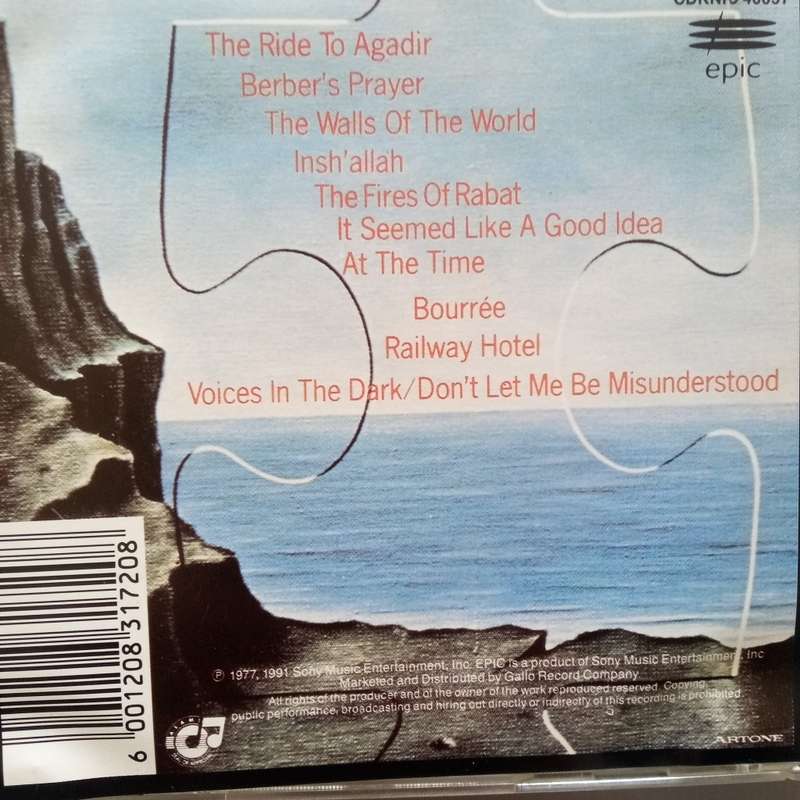 epic
The Ride To Agadir
Berber's Prayer
The Walls Of The World
Insh'allah
The Fires Of Rabat
It Seemed Like A Good Idea
At The Time
Bourrée
Railway Hotel
Voices In The Dark/Don't Let Me Be Misunderstood
6 001208 317208
℗ 1977, 1991 Sony Music Entertainment, Inc. EPIC is a product of Sony Music Entertainment, Inc
Marketed and Distributed by Gallo Record Company
All rights of the producer and of the owner of the work reproduced reserved Copying
public performance, broadcasting and hiring out directly or indirectly of this recording is prohibited
ARTONE